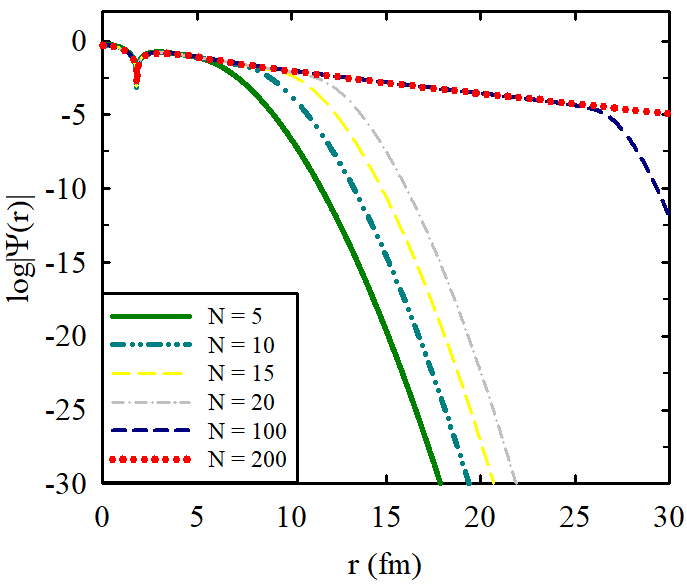 log|Ψ(r)|
0
-5
-10
-15
-20
-25
-30
N = 5
N = 10
N = 15
N = 20
N = 100
N = 200
0 5 10 15 20 25 30
r (fm)